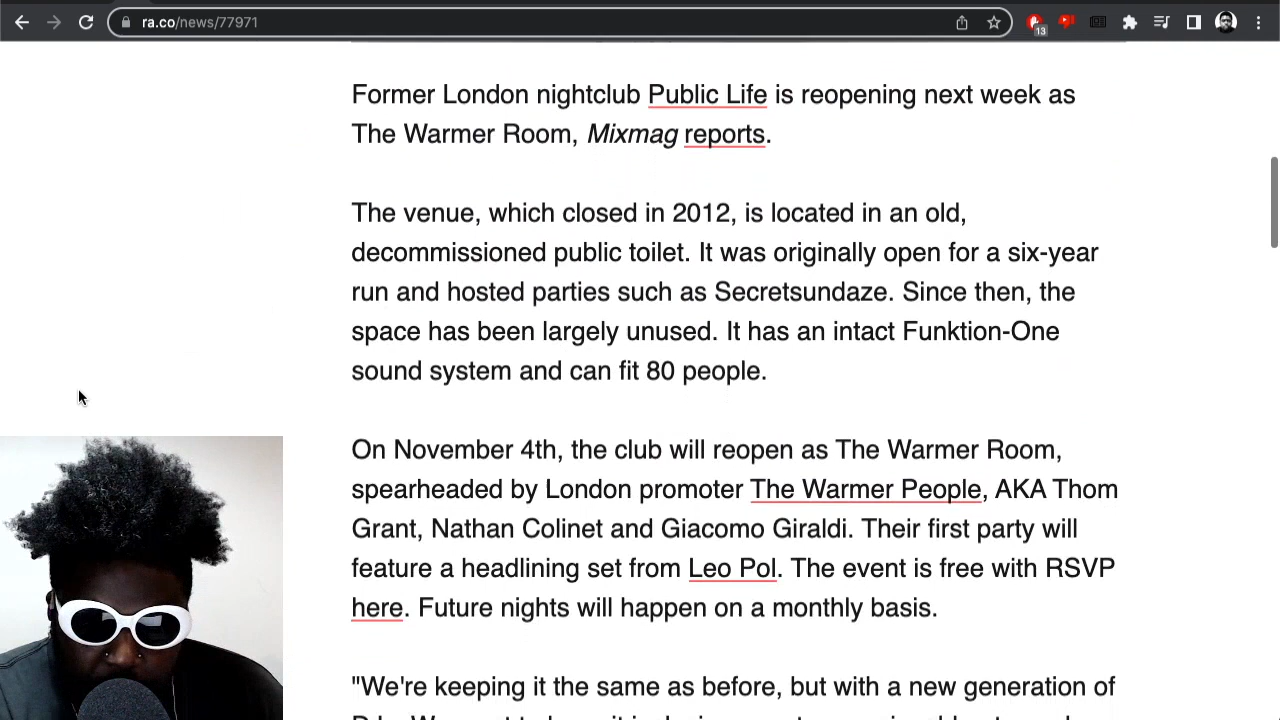 ra.co/news/77971
13
Former London nightclub Public Life is reopening next week as
The Warmer Room, Mixmag reports.
The venue, which closed in 2012, is located in an old,
decommissioned public toilet. It was originally open for a six-year
run and hosted parties such as Secretsundaze. Since then, the
space has been largely unused. It has an intact Funktion-One
sound system and can fit 80 people.
On November 4th, the club will reopen as The Warmer Room,
spearheaded by London promoter The Warmer People, AKA Thom
Grant, Nathan Colinet and Giacomo Giraldi. Their first party will
feature a headlining set from Leo Pol. The event is free with RSVP
here. Future nights will happen on a monthly basis.
"We're keeping it the same as before, but with a new generation of